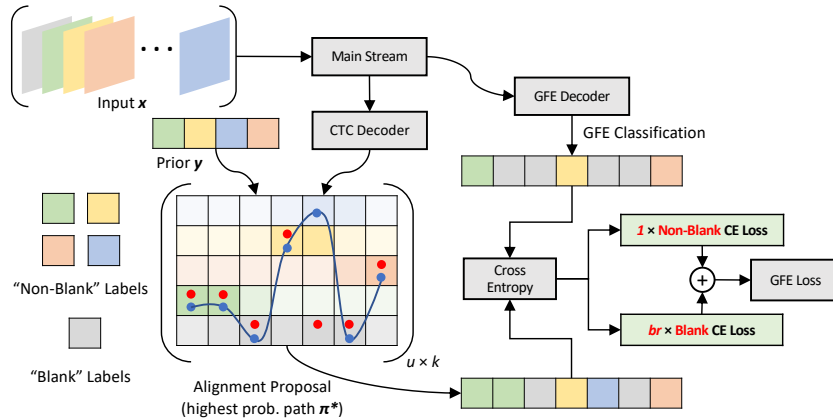 Input x
Main Stream
GFE Decoder
CTC Decoder
GFE Classification
Prior y
"Non-Blank" Labels
"Blank" Labels
u × k
Alignment Proposal
(highest prob. path π*)
Cross
Entropy
1 × Non-Blank CE Loss
+
GFE Loss
br × Blank CE Loss